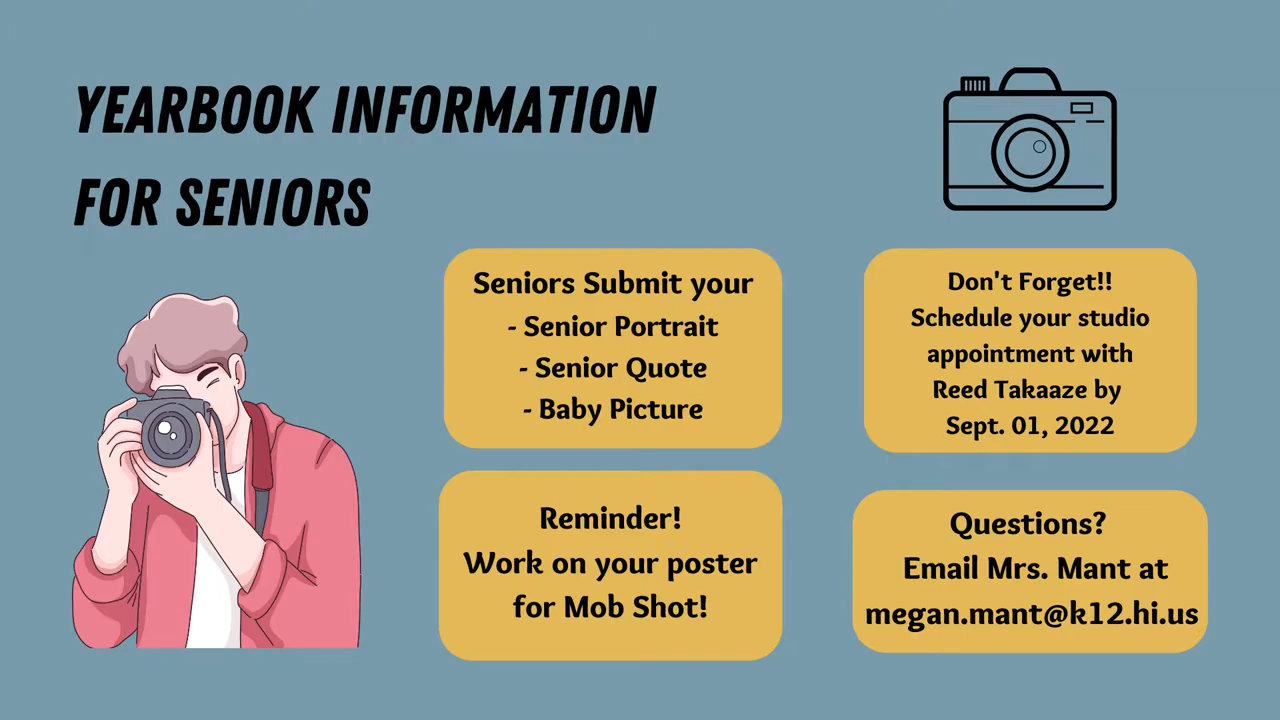 YEARBOOK INFORMATION
FOR SENIORS
Seniors Submit your
- Senior Portrait
- Senior Quote
- Baby Picture
Don't Forget!!
Schedule your studio
appointment with
Reed Takaaze by
Sept. 01, 2022
Reminder!
Work on your poster
for Mob Shot!
Questions?
Email Mrs. Mant at
megan.mant@k12.hi.us